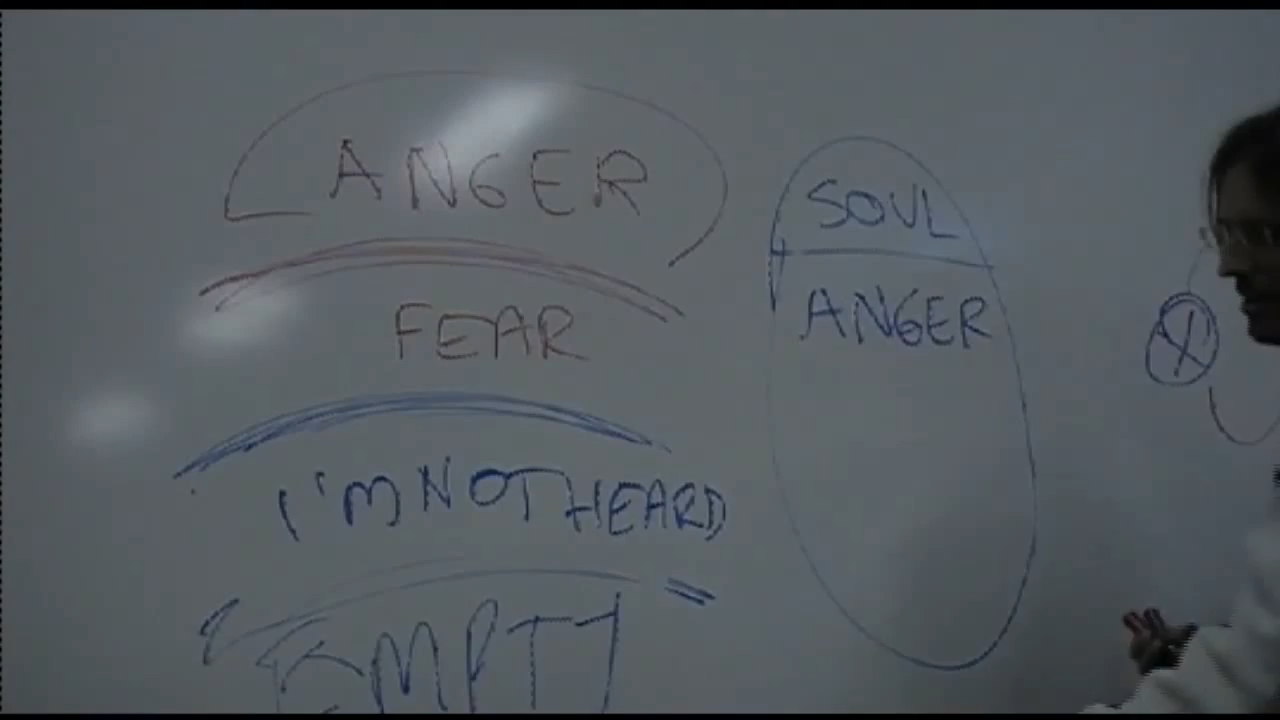 ANGER
FEAR
I'M NOT HEARD
EMPTY
SOUL
ANGER
X